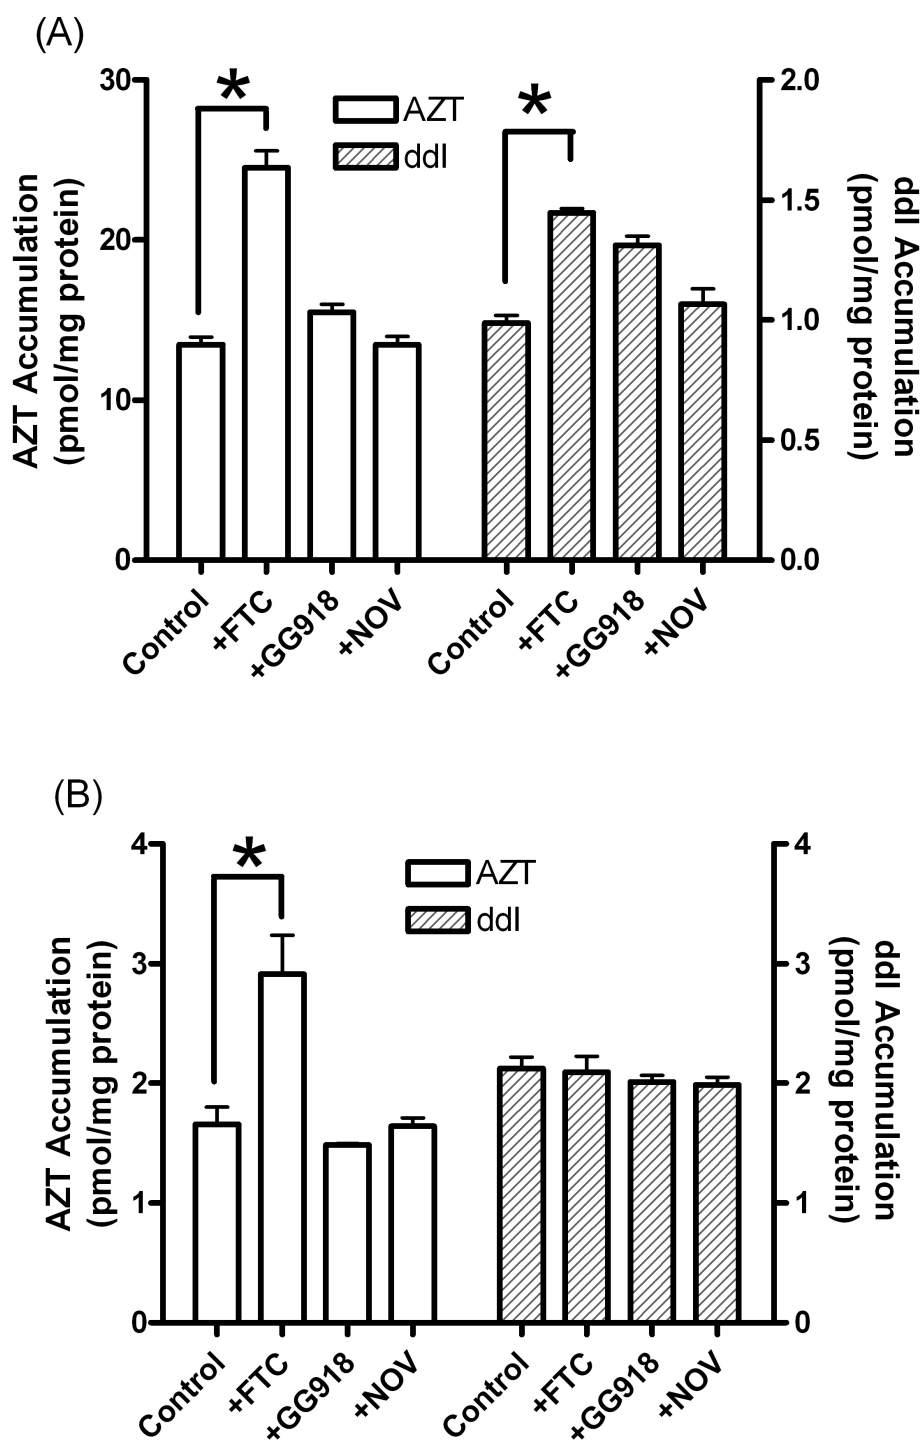 (A)
30
20
10
0
AZT Accumulation
(pmol/mg protein)
*
*
AZT
ddI
2.0
1.5
1.0
0.5
0.0
ddI Accumulation
(pmol/mg protein)
Control
+FTC
+GG918
+NOV
Control
+FTC
+GG918
+NOV
(B)
4
3
2
1
0
AZT Accumulation
(pmol/mg protein)
*
AZT
ddI
4
3
2
1
0
ddI Accumulation
(pmol/mg protein)
Control
+FTC
+GG918
+NOV
Control
+FTC
+GG918
+NOV